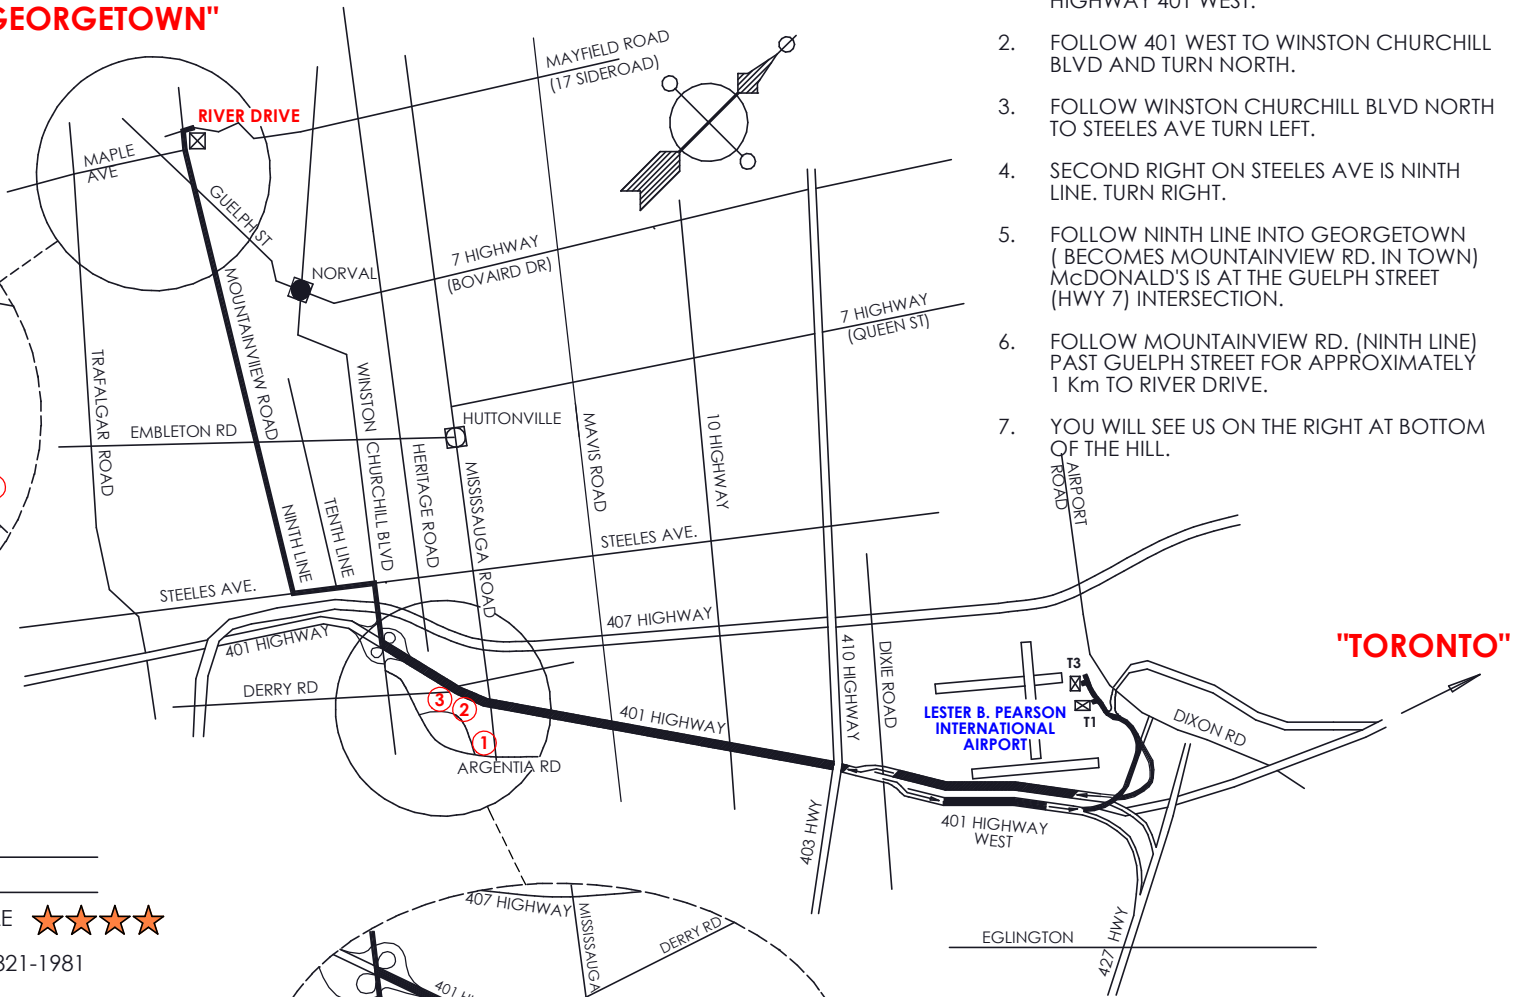 GEORGETOWN"
HIGHWAY 401 WEST.
2. FOLLOW 401 WEST TO WINSTON CHURCHILL
BLVD AND TURN NORTH.
3. FOLLOW WINSTON CHURCHILL BLVD NORTH
TO STEELES AVE TURN LEFT.
4. SECOND RIGHT ON STEELES AVE IS NINTH
LINE. TURN RIGHT.
5. FOLLOW NINTH LINE INTO GEORGETOWN
( BECOMES MOUNTAINVIEW RD. IN TOWN)
McDONALD'S IS AT THE GUELPH STREET
(HWY 7) INTERSECTION.
6. FOLLOW MOUNTAINVIEW RD. (NINTH LINE)
PAST GUELPH STREET FOR APPROXIMATELY
1 Km TO RIVER DRIVE.
7. YOU WILL SEE US ON THE RIGHT AT BOTTOM
OF THE HILL.
MAYFIELD ROAD
(17 SIDEROAD)
RIVER DRIVE
MAPLE
AVE
GUELPH ST
NORVAL
7 HIGHWAY
(BOVAIRD DR)
7 HIGHWAY
(QUEEN ST)
MOUNTAINVIEW ROAD
TRAFALGAR ROAD
WINSTON CHURCHILL BLVD
EMBLETON RD
HUTTONVILLE
HERITAGE ROAD
MISSISSAUGA ROAD
MAVIS ROAD
10 HIGHWAY
NINTH LINE
TENTH LINE
STEELES AVE.
STEELES AVE.
AIRPORT
ROAD
407 HIGHWAY
401 HIGHWAY
DERRY RD
3
2
1
ARGENTIA RD
401 HIGHWAY
410 HIGHWAY
DIXIE ROAD
403 HWY
LESTER B. PEARSON
INTERNATIONAL
AIRPORT
T3
T1
DIXON RD
"TORONTO"
401 HIGHWAY
WEST
427 HWY
EGLINGTON
LE
821-1981
407 HIGHWAY
MISSISSAUGA
DERRY RD